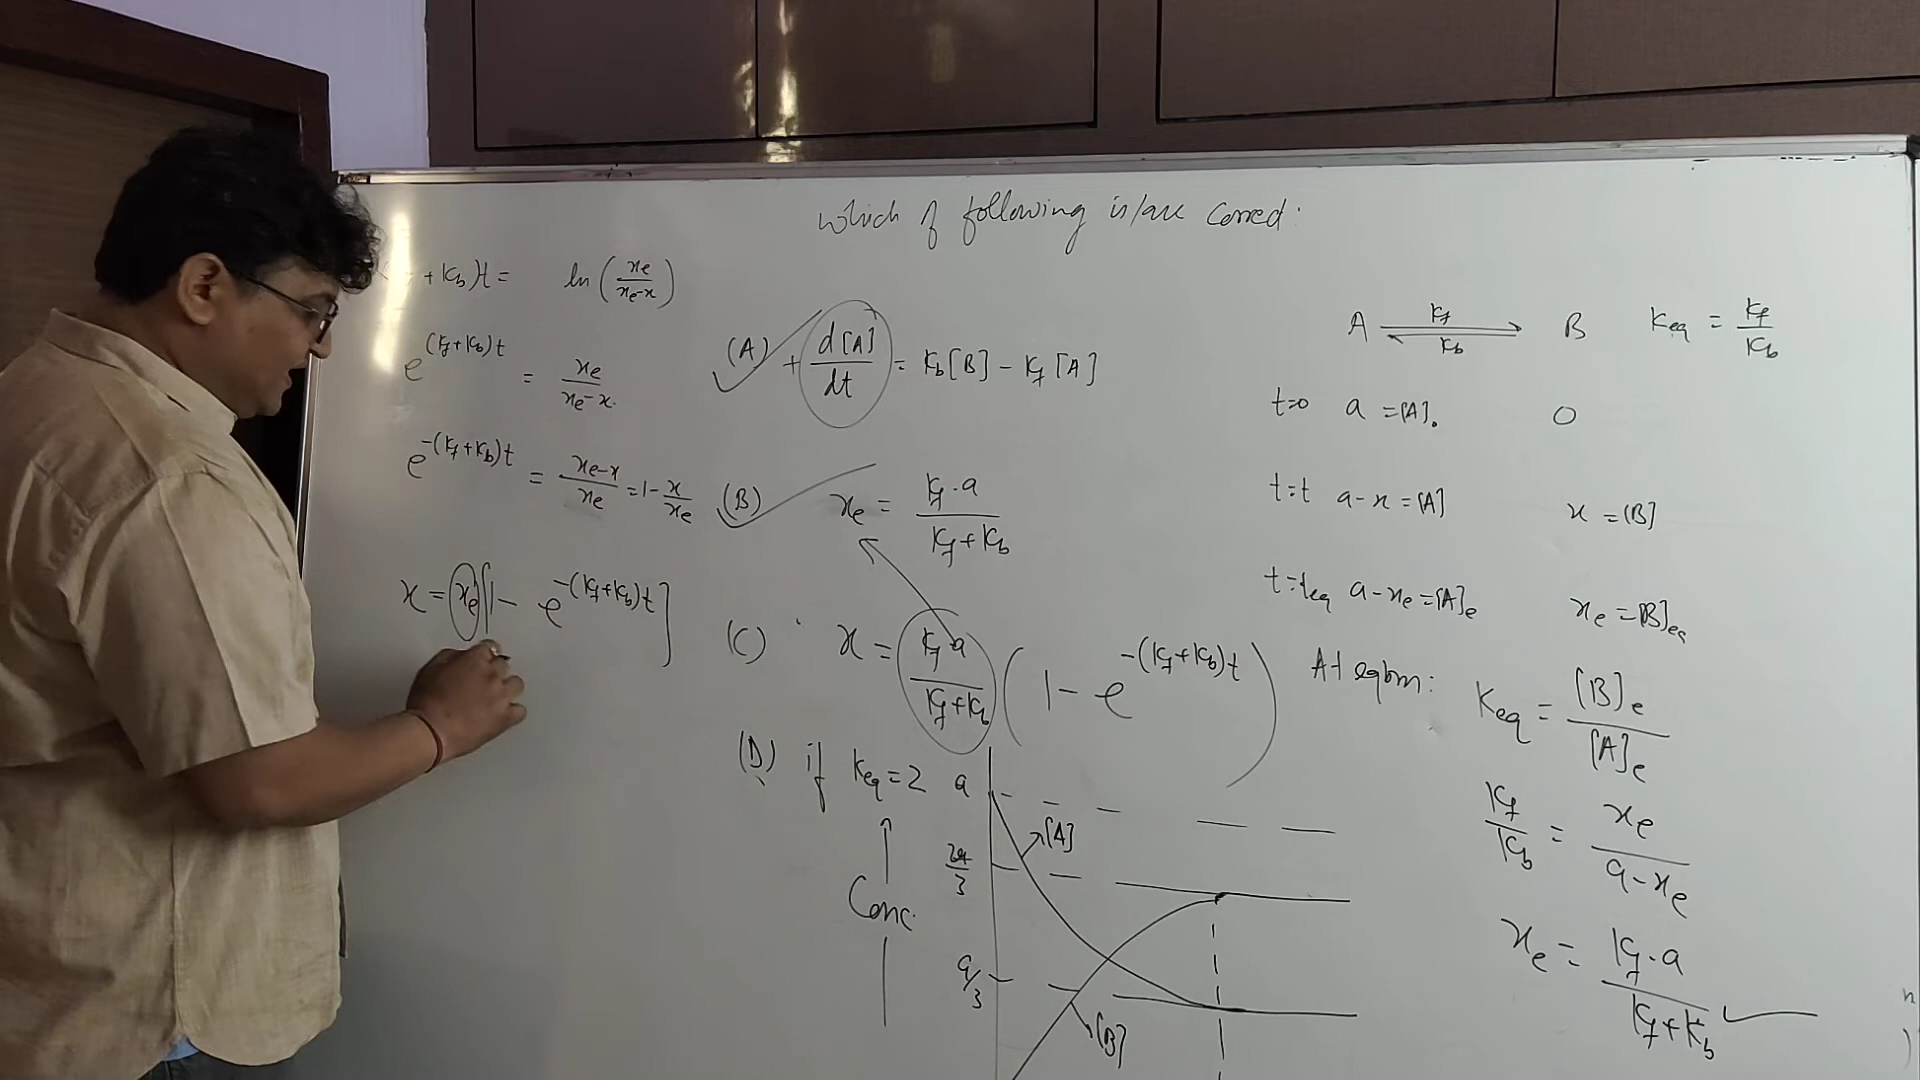 Which of following is/are correct:
+ Kb)t = ln (xe / xe-x)
e^(Kf+Kb)t = xe / xe-x
e^-(Kf+Kb)t = xe-x / xe = 1- x/xe
x = xe [1- e^-(Kf+Kb)t]
(A) + d[A]/dt = Kb[B] - Kf[A]
(B) xe = Kf.a / Kf+Kb
(C) x = Kf.a / Kf+Kb (1- e^-(Kf+Kb)t)
(D) if Keq=2
a
2a/3
a/3
Conc.
[A]
[B]
A ⇌ B Kf Kb Keq = Kf/Kb
t=0 a =[A]o 0
t=t a-x =[A] x =[B]
t=teq a-xe =[A]e xe =[B]eq
At eqbm: Keq = [B]e / [A]e
Kf/Kb = xe / a-xe
xe = Kf.a / Kf+Kb